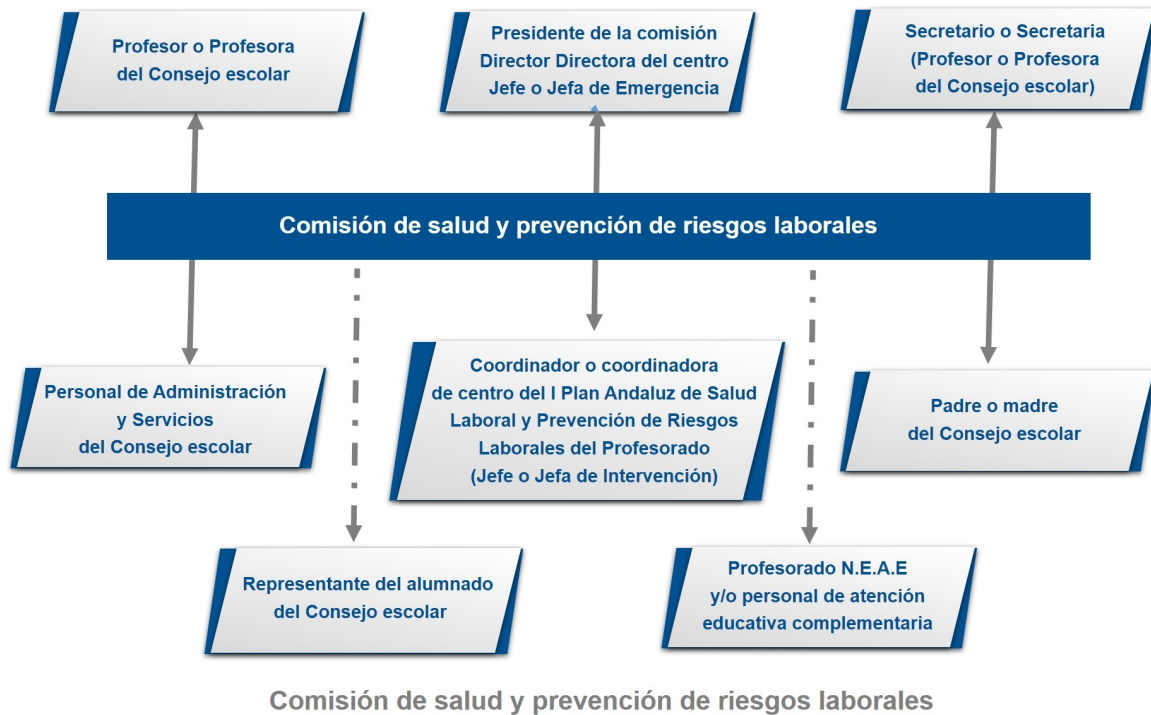 Profesor o Profesora
del Consejo escolar
Presidente de la comisión
Director Directora del centro
Jefe o Jefa de Emergencia
Secretario o Secretaria
(Profesor o Profesora
del Consejo escolar)
Comisión de salud y prevención de riesgos laborales
Personal de Administración
y Servicios
del Consejo escolar
Coordinador o coordinadora
de centro del I Plan Andaluz de Salud
Laboral y Prevención de Riesgos
Laborales del Profesorado
(Jefe o Jefa de Intervención)
Padre o madre
del Consejo escolar
Representante del alumnado
del Consejo escolar
Profesorado N.E.A.E
y/o personal de atención
educativa complementaria
Comisión de salud y prevención de riesgos laborales